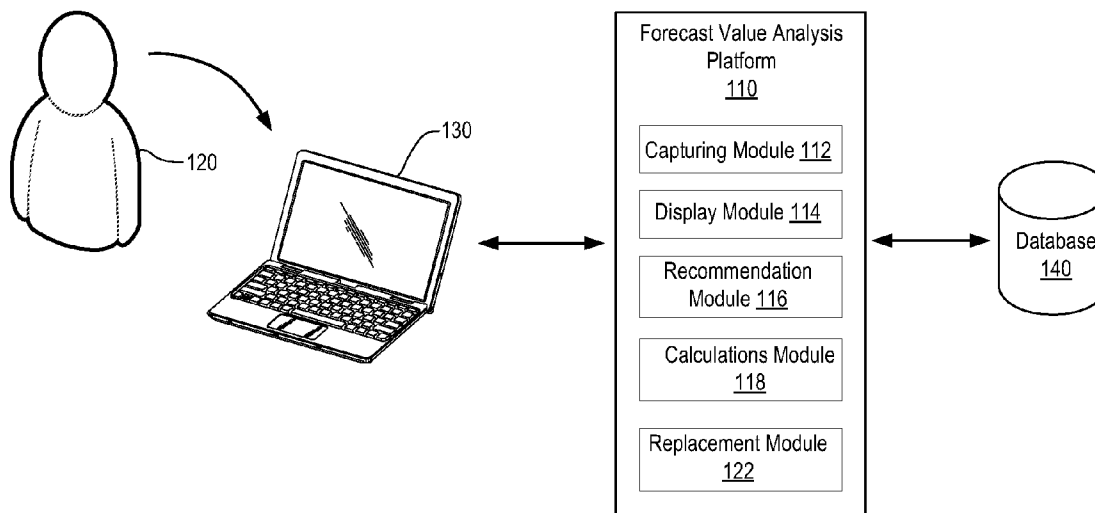 120
130
Forecast Value Analysis
Platform
110
Capturing Module 112
Display Module 114
Recommendation
Module 116
Calculations Module
118
Replacement Module
122
Database
140